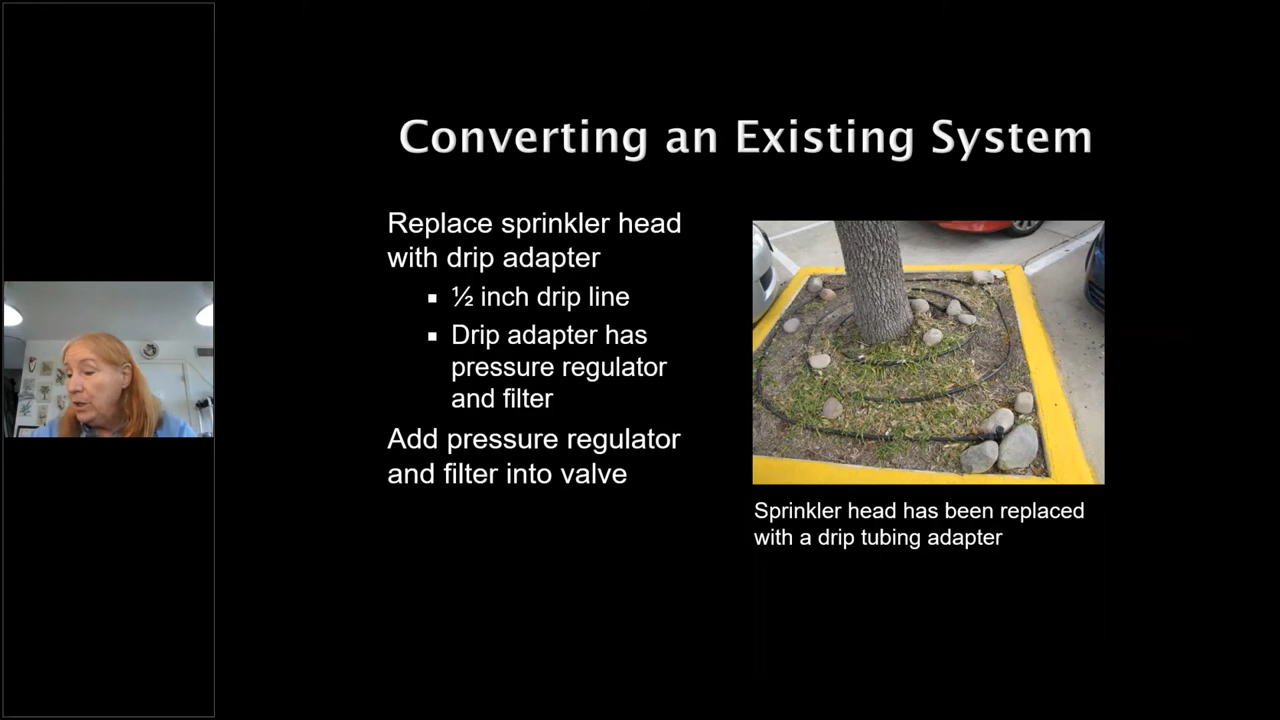 Converting an Existing System
Replace sprinkler head
with drip adapter
▪ ½ inch drip line
▪ Drip adapter has
pressure regulator
and filter
Add pressure regulator
and filter into valve
Sprinkler head has been replaced
with a drip tubing adapter